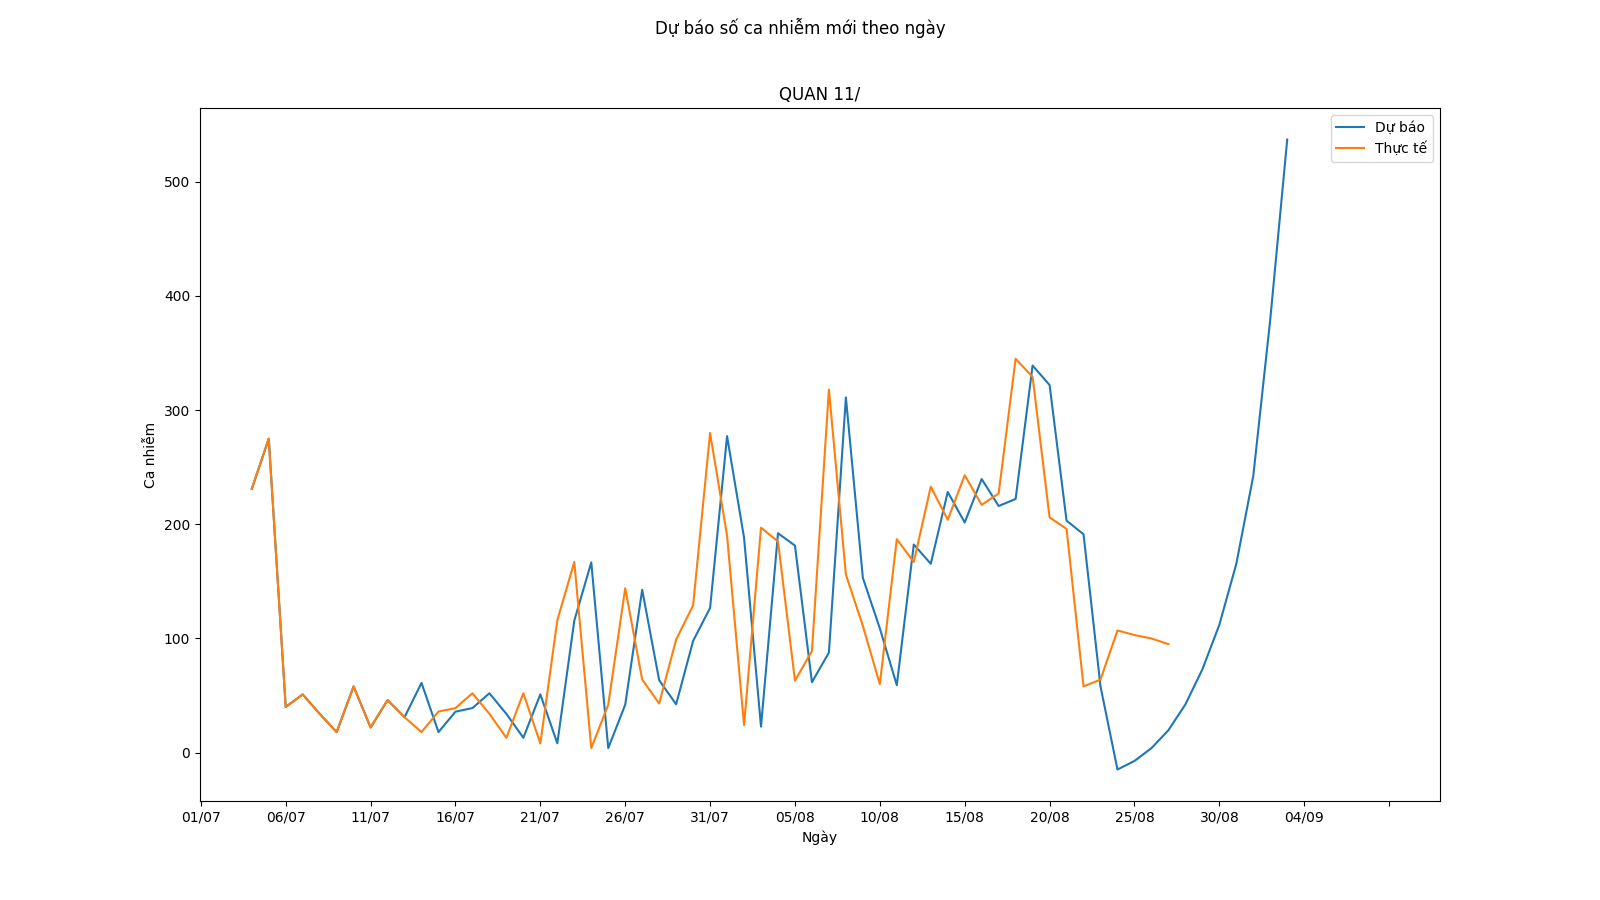 Dự báo số ca nhiễm mới theo ngày
QUAN 11/
Dự báo
Thực tế
500
400
300
200
100
0
Ca nhiễm
01/07 06/07 11/07 16/07 21/07 26/07 31/07 05/08 10/08 15/08 20/08 25/08 30/08 04/09
Ngày